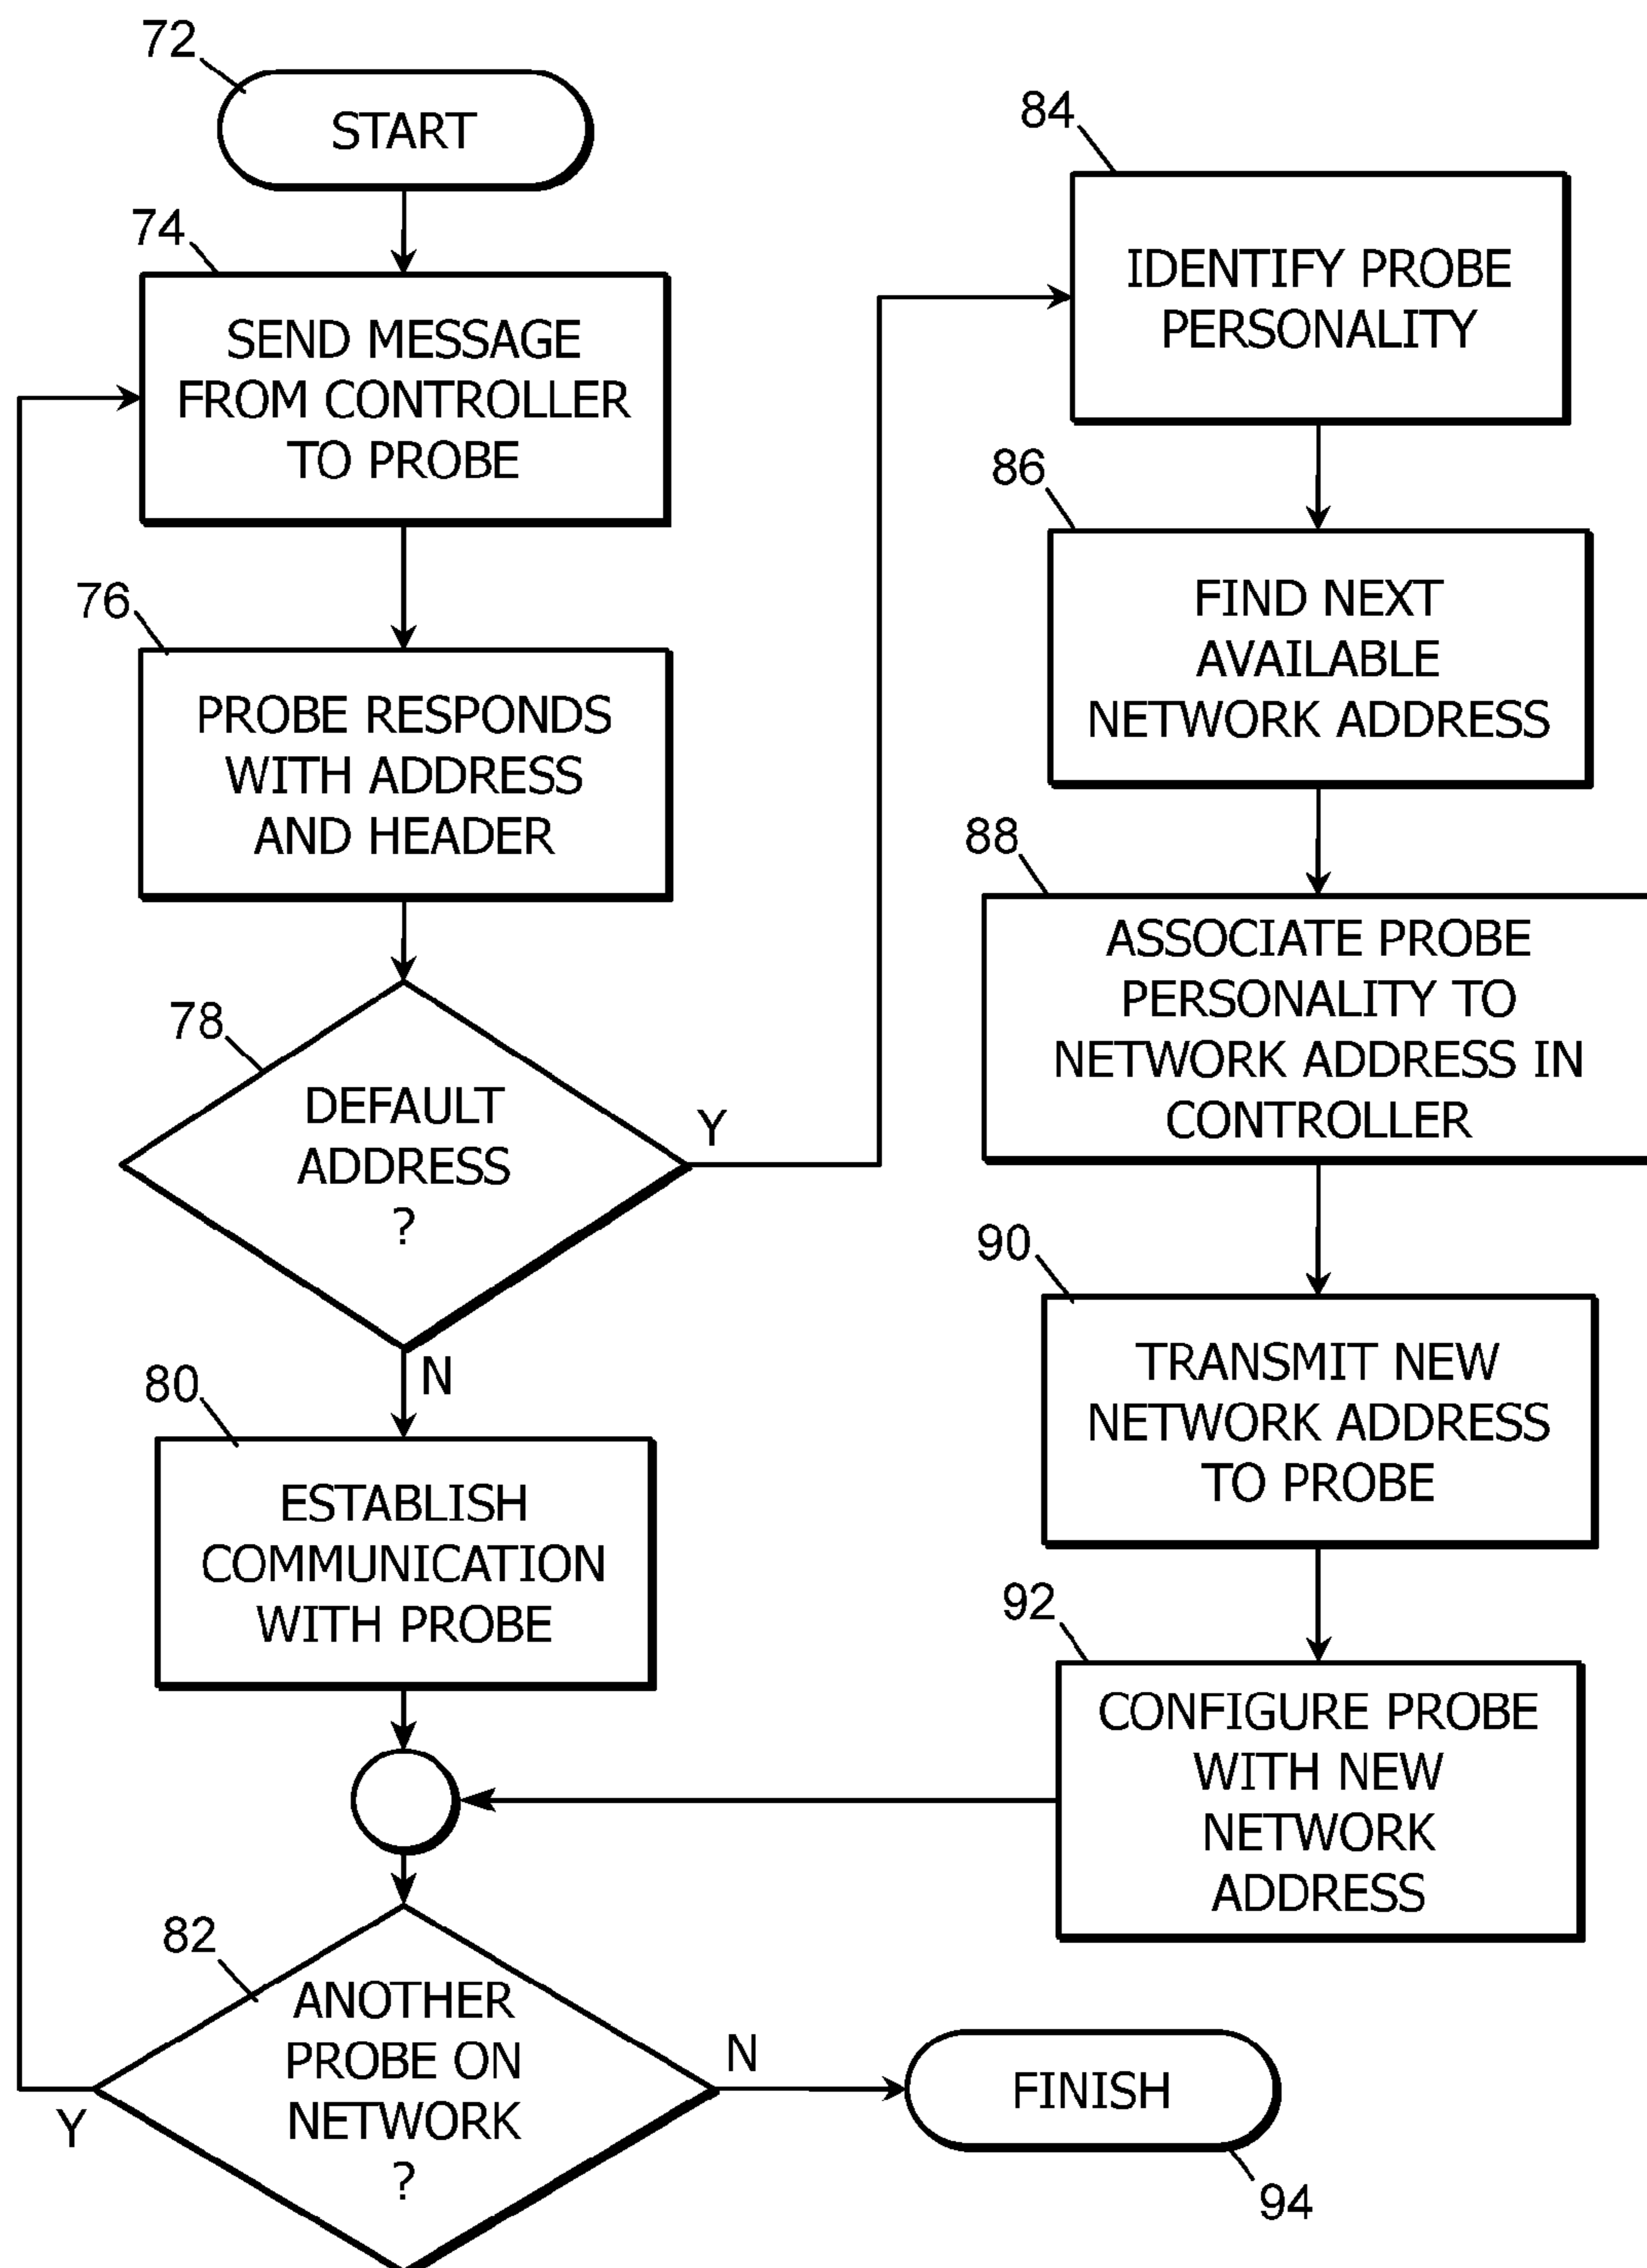 72
START
74
SEND MESSAGE
FROM CONTROLLER
TO PROBE
76
PROBE RESPONDS
WITH ADDRESS
AND HEADER
78
DEFAULT
ADDRESS
?
Y
N
80
ESTABLISH
COMMUNICATION
WITH PROBE
82
ANOTHER
PROBE ON
NETWORK
?
Y
N
84
IDENTIFY PROBE
PERSONALITY
86
FIND NEXT
AVAILABLE
NETWORK ADDRESS
88
ASSOCIATE PROBE
PERSONALITY TO
NETWORK ADDRESS IN
CONTROLLER
90
TRANSMIT NEW
NETWORK ADDRESS
TO PROBE
92
CONFIGURE PROBE
WITH NEW
NETWORK
ADDRESS
FINISH
94